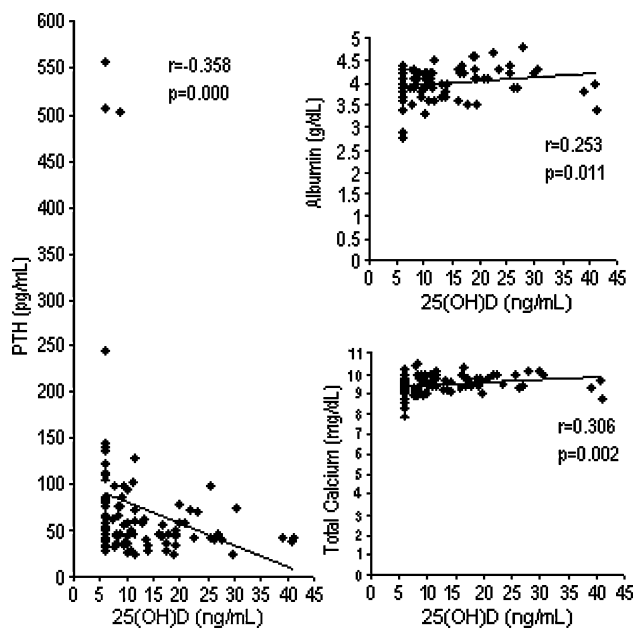 600
550
500
450
400
350
300
250
200
150
100
50
0
PTH (pg/mL)
r=-0.358
p=0.000
0 5 10 15 20 25 30 35 40 45
25(OH)D (ng/mL)
5
4.5
4
3.5
3
2.5
2
1.5
1
0.5
0
Albumin (g/dL)
r=0.253
p=0.011
0 5 10 15 20 25 30 35 40 45
25(OH)D (ng/mL)
11
10
9
8
7
6
5
4
3
2
1
0
Total Calcium (mg/dL)
r=0.306
p=0.002
0 5 10 15 20 25 30 35 40 45
25(OH)D (ng/mL)